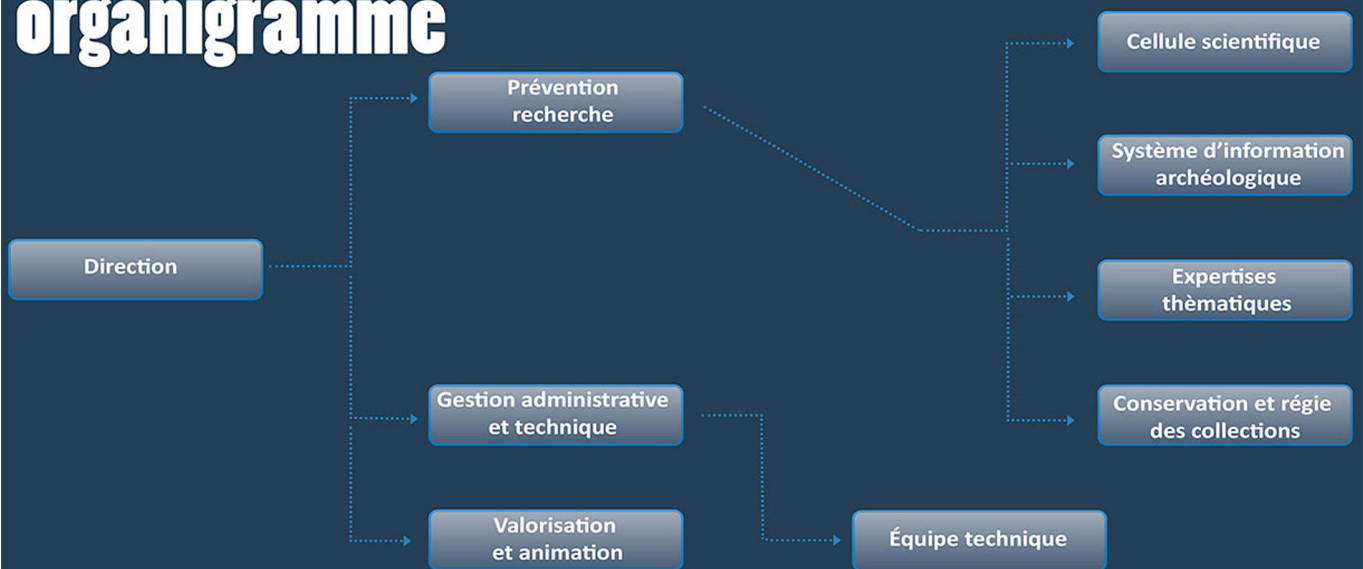 organigramme
Prévention
recherche
Cellule scientifique
Système d'information
archéologique
Direction
Expertises
thèmatiques
Gestion administrative
et technique
Conservation et régie
des collections
Valorisation
et animation
Équipe technique